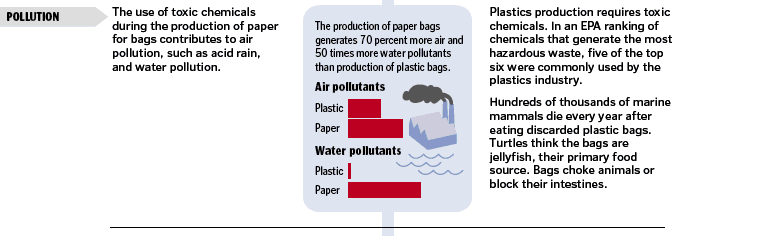 POLLUTION
The use of toxic chemicals
during the production of paper
for bags contributes to air
pollution, such as acid rain,
and water pollution.
The production of paper bags
generates 70 percent more air and
50 times more water pollutants
than production of plastic bags.
Air pollutants
Plastic
Paper
Water pollutants
Plastic
Paper
Plastics production requires toxic
chemicals. In an EPA ranking of
chemicals that generate the most
hazardous waste, five of the top
six were commonly used by the
plastics industry.
Hundreds of thousands of marine
mammals die every year after
eating discarded plastic bags.
Turtles think the bags are
jellyfish, their primary food
source. Bags choke animals or
block their intestines.